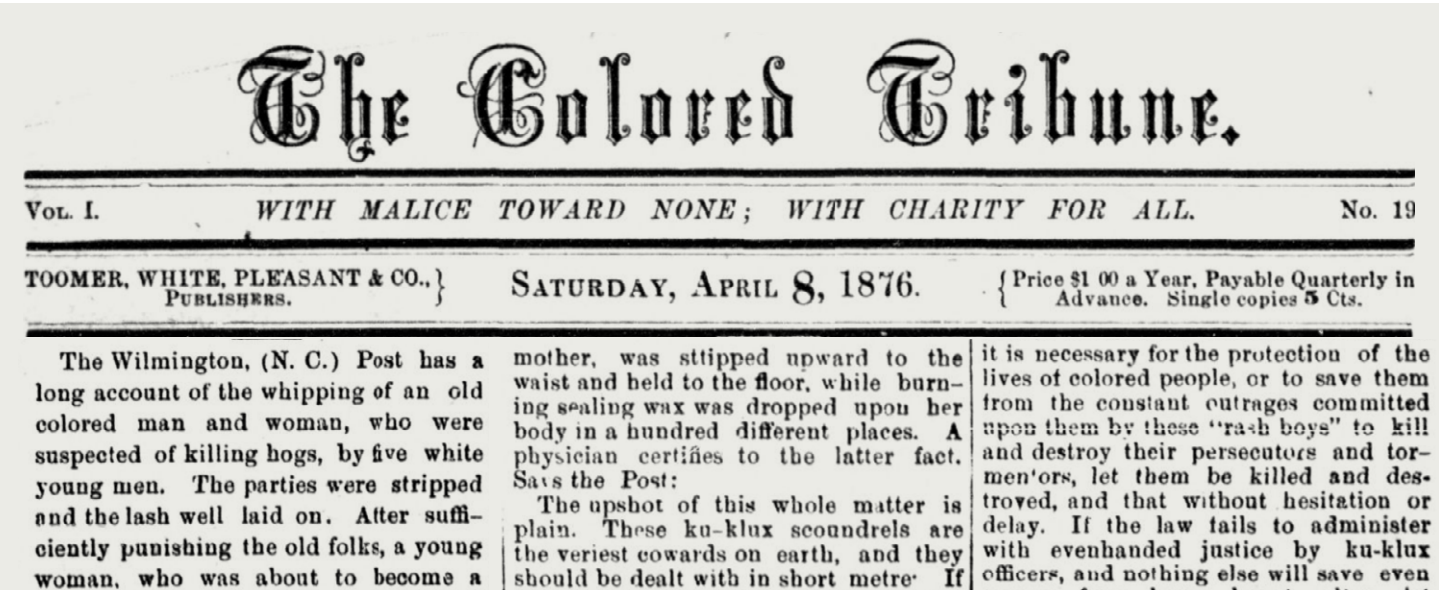 The Colored Tribune.
VOL. I. WITH MALICE TOWARD NONE; WITH CHARITY FOR ALL. No. 19
TOOMER, WHITE, PLEASANT & CO.,
PUBLISHERS.
SATURDAY, APRIL 8, 1876.
Price $1 00 a Year, Payable Quarterly in
Advance. Single copies 5 Cts.
The Wilmington, (N. C.) Post has a
long account of the whipping of an old
colored man and woman, who were
suspected of killing hogs, by five white
young men. The parties were stripped
and the lash well laid on. After suffi-
ciently punishing the old folks, a young
woman, who was about to become a
mother, was sttipped upward to the
waist and held to the floor, while burn-
ing sealing wax was dropped upon her
body in a hundred different places. A
physician certifies to the latter fact.
Says the Post:
The upshot of this whole matter is
plain. These ku-klux scoundrels are
the veriest cowards on earth, and they
should be dealt with in short metre. If
it is necessary for the protection of the
lives of colored people, or to save them
from the constant outrages committed
upon them by these "rash boys" to kill
and destroy their persecutors and tor-
mentors, let them be killed and des-
troyed, and that without hesitation or
delay. If the law fails to administer
with evenhanded justice by ku-klux
officers, and nothing else will save even